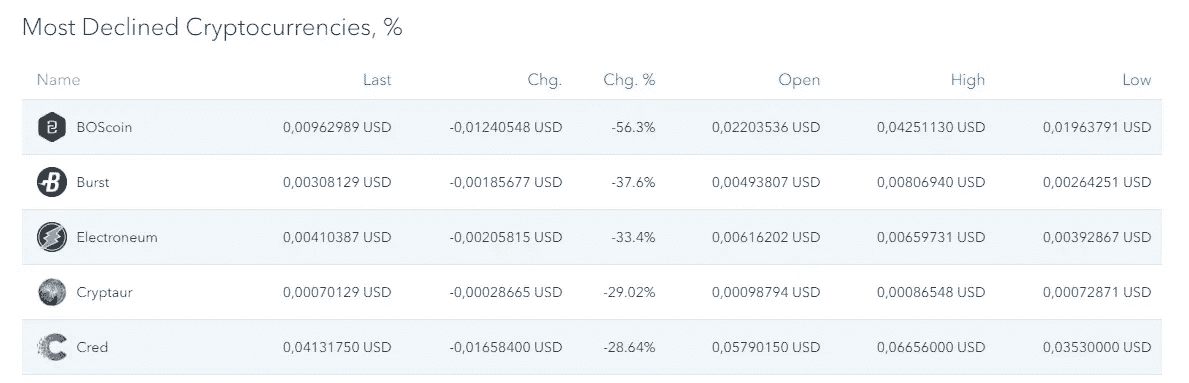 Most Declined Cryptocurrencies, %
Name Last Chg. Chg. % Open High Low
BOScoin 0,00962989 USD -0,01240548 USD -56.3% 0,02203536 USD 0,04251130 USD 0,01963791 USD
Burst 0,00308129 USD -0,00185677 USD -37.6% 0,00493807 USD 0,00806940 USD 0,00264251 USD
Electroneum 0,00410387 USD -0,00205815 USD -33.4% 0,00616202 USD 0,00659731 USD 0,00392867 USD
Cryptaur 0,00070129 USD -0,00028665 USD -29.02% 0,00098794 USD 0,00086548 USD 0,00072871 USD
Cred 0,04131750 USD -0,01658400 USD -28.64% 0,05790150 USD 0,06656000 USD 0,03530000 USD